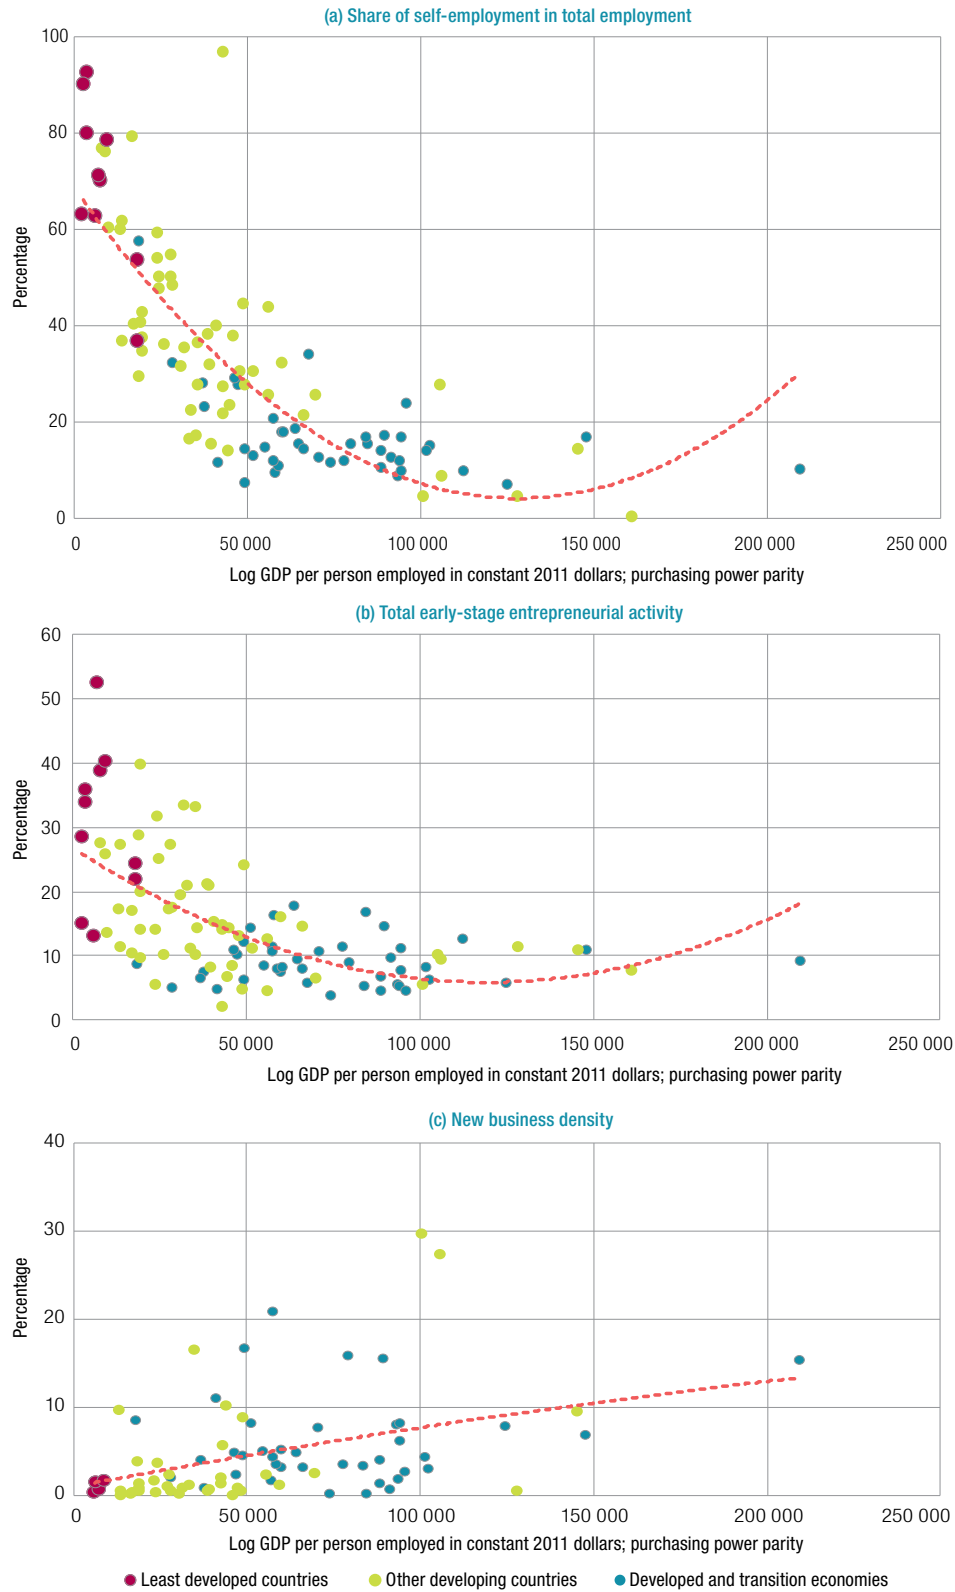 (a) Share of self-employment in total employment
100
80
60
40
20
0
Percentage
0 50 000 100 000 150 000 200 000 250 000
Log GDP per person employed in constant 2011 dollars; purchasing power parity
(b) Total early-stage entrepreneurial activity
60
50
40
30
20
10
0
Percentage
0 50 000 100 000 150 000 200 000 250 000
Log GDP per person employed in constant 2011 dollars; purchasing power parity
(c) New business density
40
30
20
10
0
Percentage
0 50 000 100 000 150 000 200 000 250 000
Log GDP per person employed in constant 2011 dollars; purchasing power parity
Least developed countries Other developing countries Developed and transition economies